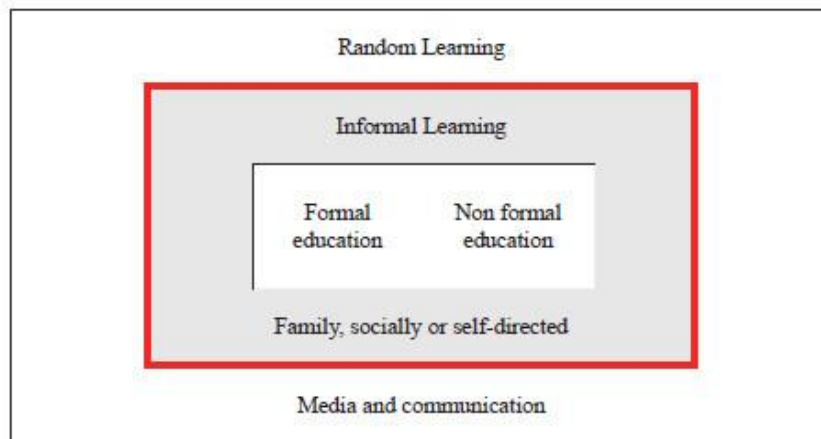 Random Learning
Informal Learning
Formal education
Non formal education
Family, socially or self-directed
Media and communication